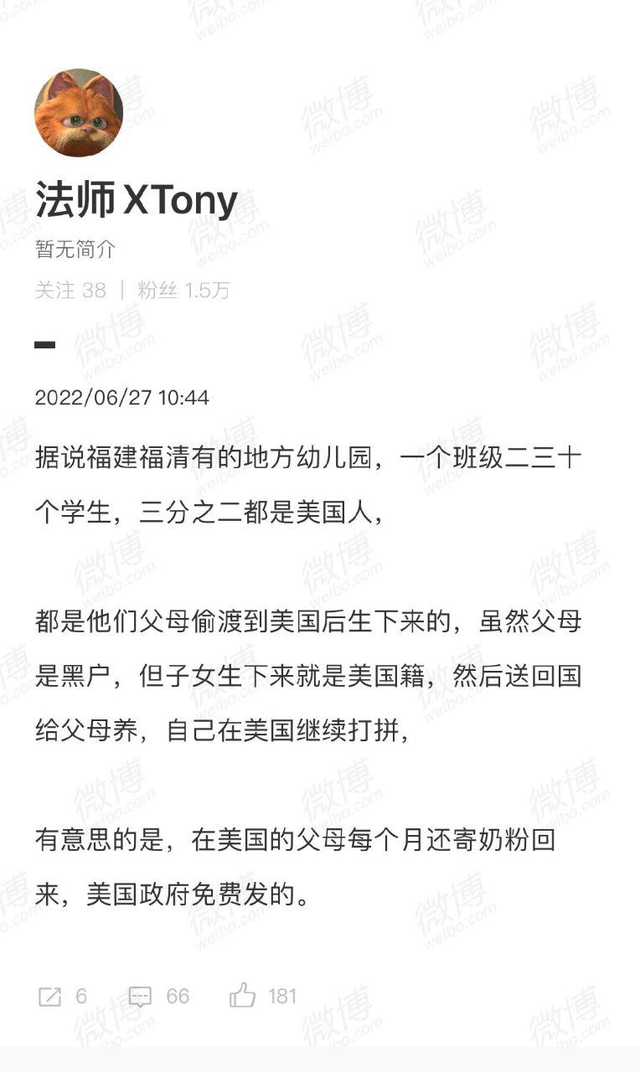 法师XTony
暂无简介
关注 38 | 粉丝 1.5万
2022/06/27 10:44
据说福建福清有的地方幼儿园，一个班级二三十
个学生，三分之二都是美国人，
都是他们父母偷渡到美国后生下来的，虽然父母
是黑户，但子女生下来就是美国籍，然后送回国
给父母养，自己在美国继续打拼，
有意思的是，在美国的父母每个月还寄奶粉回
来，美国政府免费发的。
6 66 181
微博
weibo.com